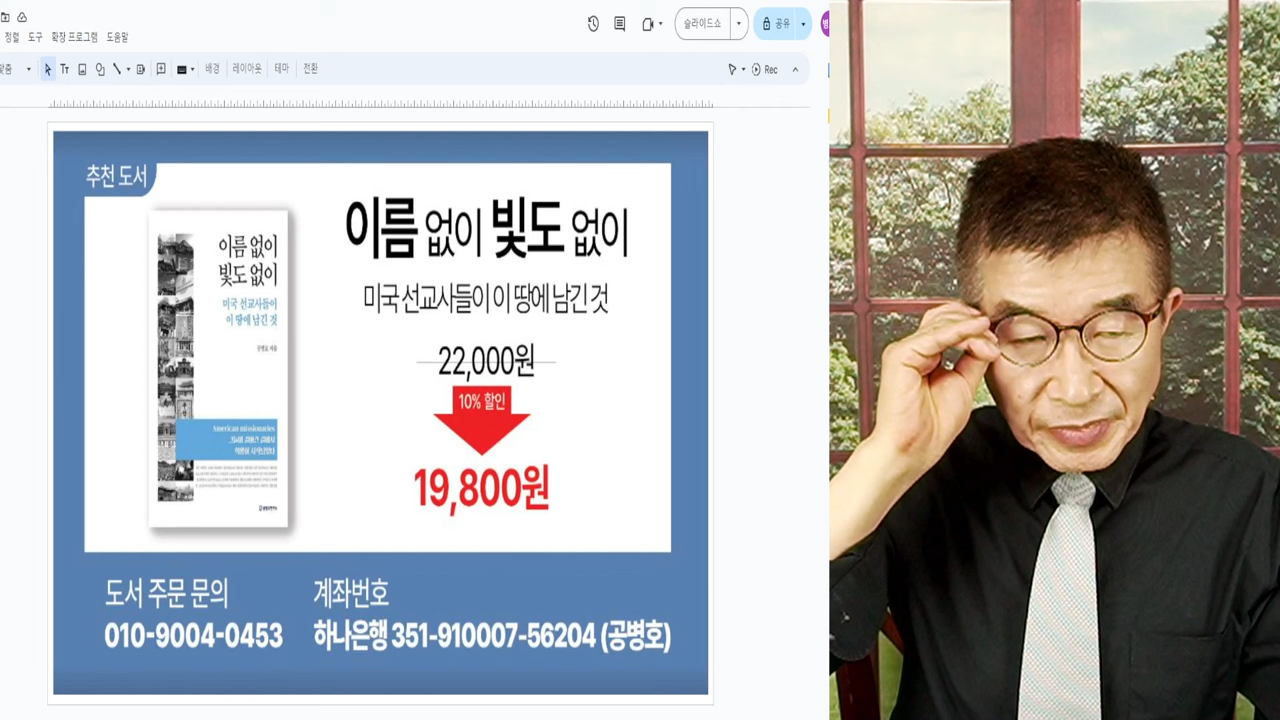 정렬 도구 확장 프로그램 도움말
슬라이드쇼
공유
배경 레이아웃 테마 전환
Rec
추천 도서
이름 없이
빛도 없이
미국 선교사들이
이 땅에 남긴 것
공병호 지음
American missionaries
이름 없이 빛도 없이
미국 선교사들이 이 땅에 남긴 것
22,000원
10% 할인
19,800원
도서 주문 문의
010-9004-0453
계좌번호
하나은행 351-910007-56204 (공병호)